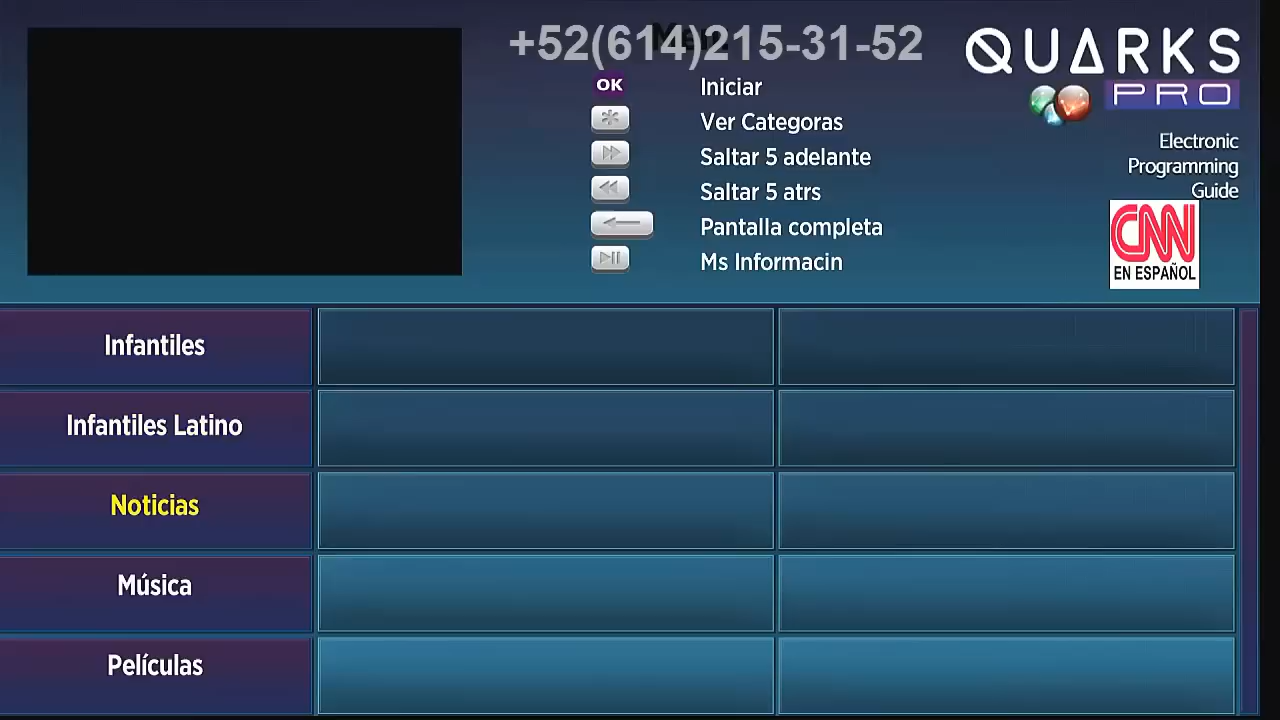 +52(614)215-31-52
QUARKS
PRO
OK Iniciar
Ver Categoras
Saltar 5 adelante
Saltar 5 atrs
Pantalla completa
Ms Informacin
Electronic
Programming
Guide
CNN
EN ESPAÑOL
Infantiles
Infantiles Latino
Noticias
Música
Películas